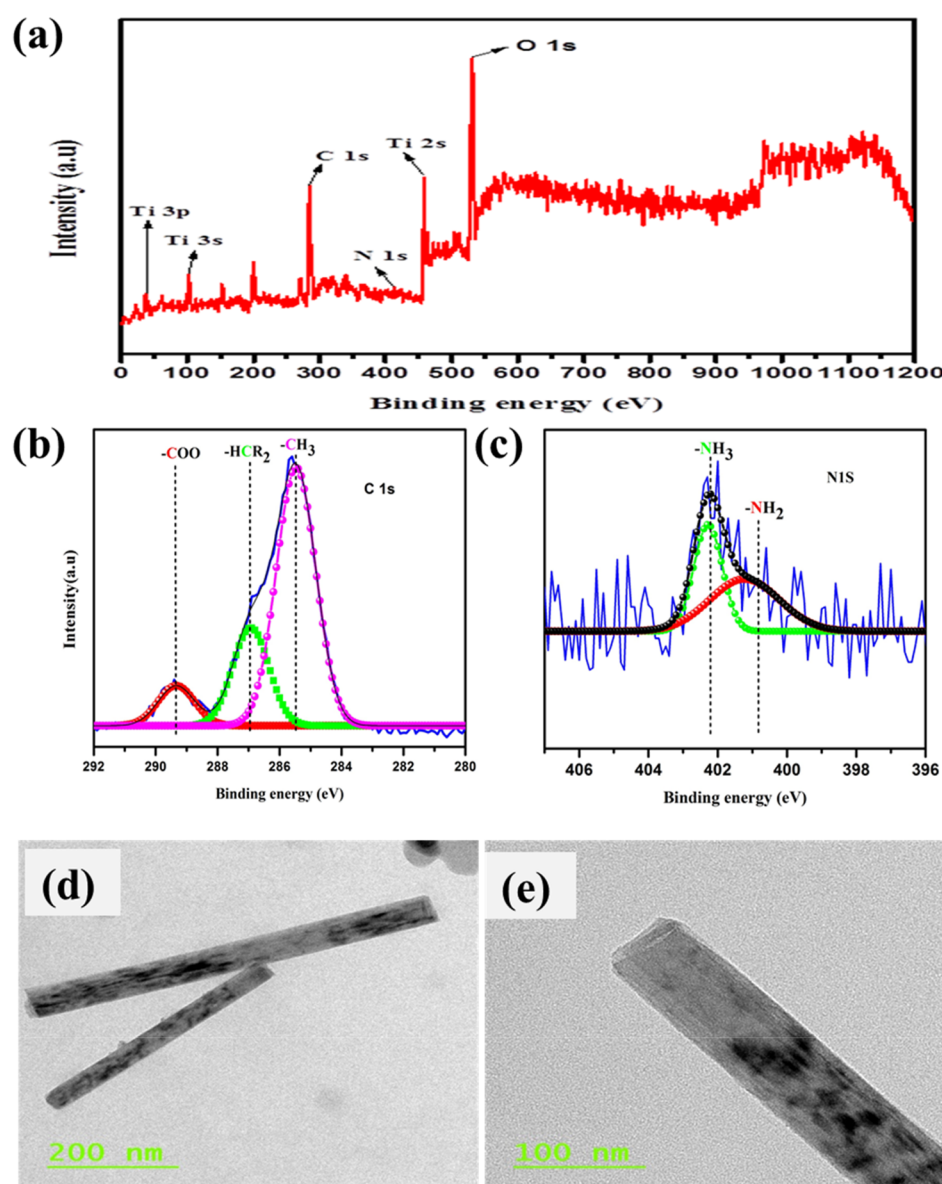 (a)
O 1s
Ti 2s
C 1s
Ti 3p
Ti 3s
N 1s
Intensity (a.u)
0 100 200 300 400 500 600 700 800 900 1000 1100 1200
Binding energy (eV)
(b)
-COO
-HCR2
-CH3
C 1s
Intensity(a.u)
292 290 288 286 284 282 280
Binding energy (eV)
(c)
-NH3
N1S
-NH2
406 404 402 400 398 396
Binding energy (eV)
(d)
200 nm
(e)
100 nm